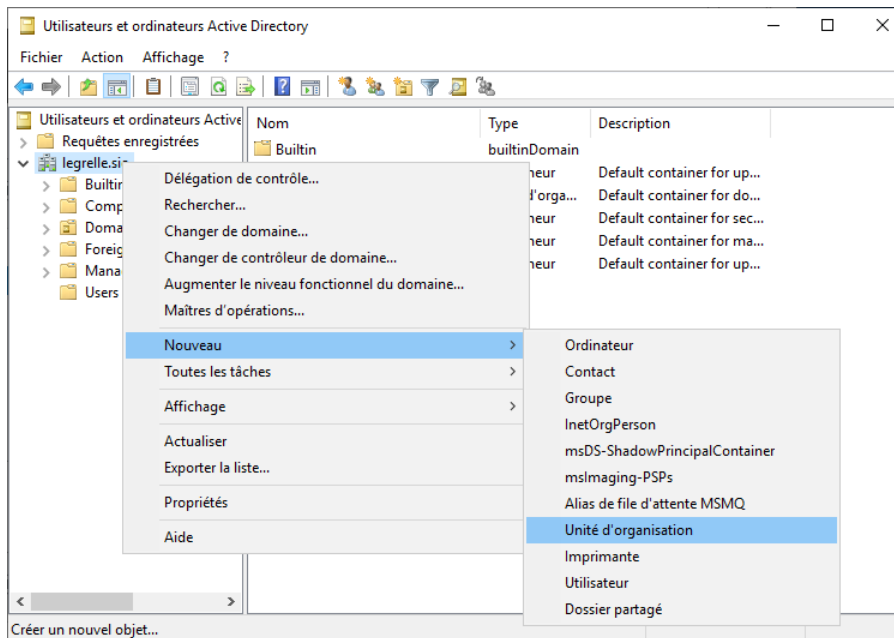 Utilisateurs et ordinateurs Active Directory
Fichier Action Affichage ?
Utilisateurs et ordinateurs Active
Requêtes enregistrées
Nom Type Description
Builtin builtinDomain
Default container for up...
Default container for do...
Default container for sec...
Default container for ma...
Default container for up...
Users
Délégation de contrôle...
Rechercher...
Changer de domaine...
Changer de contrôleur de domaine...
Augmenter le niveau fonctionnel du domaine...
Maîtres d'opérations...
Nouveau
Toutes les tâches
Affichage
Actualiser
Exporter la liste...
Propriétés
Aide
Ordinateur
Contact
Groupe
InetOrgPerson
msDS-ShadowPrincipalContainer
msImaging-PSPs
Alias de file d'attente MSMQ
Unité d'organisation
Imprimante
Utilisateur
Dossier partagé
Créer un nouvel objet...